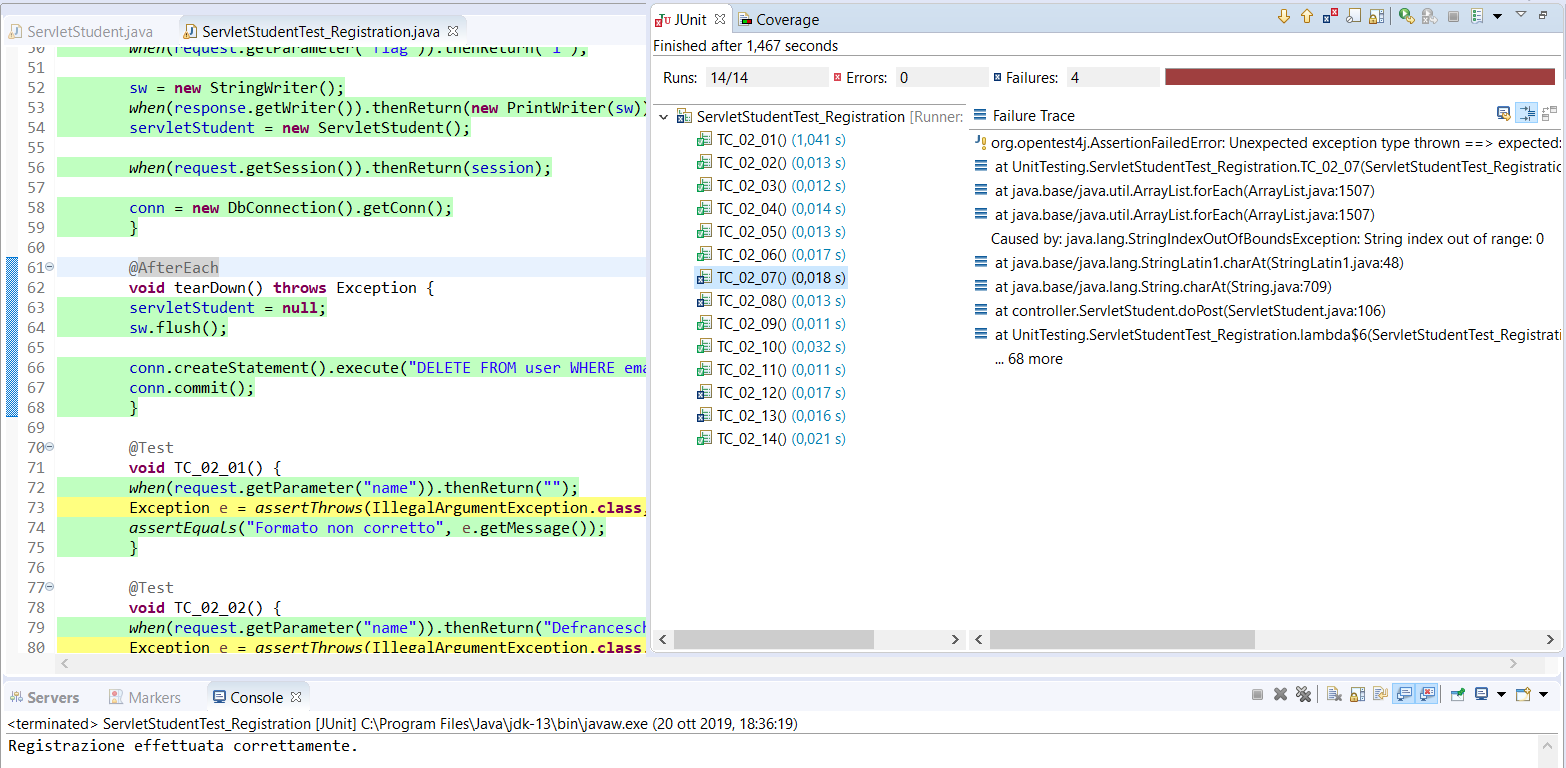 ServletStudent.java
ServletStudentTest_Registration.java
50 when(request.getParameter("flag")).thenReturn("1");
51
52 sw = new StringWriter();
53 when(response.getWriter()).thenReturn(new PrintWriter(sw))
54 servletStudent = new ServletStudent();
55
56 when(request.getSession()).thenReturn(session);
57
58 conn = new DbConnection().getConn();
59 }
60
61 @AfterEach
62 void tearDown() throws Exception {
63 servletStudent = null;
64 sw.flush();
65
66 conn.createStatement().execute("DELETE FROM user WHERE ema
67 conn.commit();
68 }
69
70 @Test
71 void TC_02_01() {
72 when(request.getParameter("name")).thenReturn("");
73 Exception e = assertThrows(IllegalArgumentException.class,
74 assertEquals("Formato non corretto", e.getMessage());
75 }
76
77 @Test
78 void TC_02_02() {
79 when(request.getParameter("name")).thenReturn("Defrancesch
80 Exception e = assertThrows(IllegalArgumentException.class,
JUnit
Coverage
Finished after 1,467 seconds
Runs: 14/14 Errors: 0 Failures: 4
ServletStudentTest_Registration [Runner:
TC_02_01() (1,041 s)
TC_02_02() (0,013 s)
TC_02_03() (0,012 s)
TC_02_04() (0,014 s)
TC_02_05() (0,013 s)
TC_02_06() (0,017 s)
TC_02_07() (0,018 s)
TC_02_08() (0,013 s)
TC_02_09() (0,011 s)
TC_02_10() (0,032 s)
TC_02_11() (0,011 s)
TC_02_12() (0,017 s)
TC_02_13() (0,016 s)
TC_02_14() (0,021 s)
Failure Trace
org.opentest4j.AssertionFailedError: Unexpected exception type thrown ==> expected:
at UnitTesting.ServletStudentTest_Registration.TC_02_07(ServletStudentTest_Registratio
at java.base/java.util.ArrayList.forEach(ArrayList.java:1507)
at java.base/java.util.ArrayList.forEach(ArrayList.java:1507)
Caused by: java.lang.StringIndexOutOfBoundsException: String index out of range: 0
at java.base/java.lang.StringLatin1.charAt(StringLatin1.java:48)
at java.base/java.lang.String.charAt(String.java:709)
at controller.ServletStudent.doPost(ServletStudent.java:106)
at UnitTesting.ServletStudentTest_Registration.lambda$6(ServletStudentTest_Registratio
... 68 more
Servers
Markers
Console
<terminated> ServletStudentTest_Registration [JUnit] C:\Program Files\Java\jdk-13\bin\javaw.exe (20 ott 2019, 18:36:19)
Registrazione effettuata correttamente.